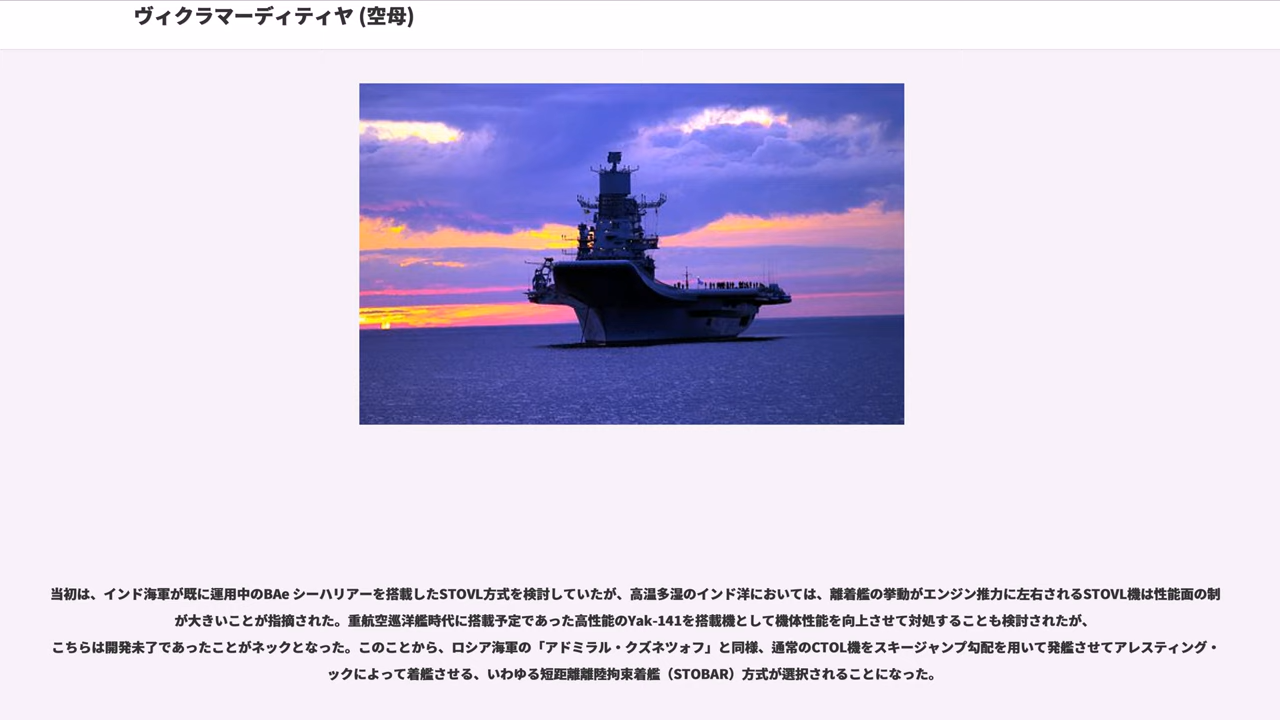 ヴィクラマーディティヤ (空母)
当初は、インド海軍が既に運用中のBAe シーハリアーを搭載したSTOVL方式を検討していたが、高温多湿のインド洋においては、離着艦の挙動がエンジン推力に左右されるSTOVL機は性能面の制
が大きいことが指摘された。重航空巡洋艦時代に搭載予定であった高性能のYak-141を搭載機として機体性能を向上させて対処することも検討されたが、
こちらは開発未了であったことがネックとなった。このことから、ロシア海軍の「アドミラル・クズネツォフ」と同様、通常のCTOL機をスキージャンプ勾配を用いて発艦させてアレスティング・
ックによって着艦させる、いわゆる短距離離陸拘束着艦（STOBAR）方式が選択されることになった。